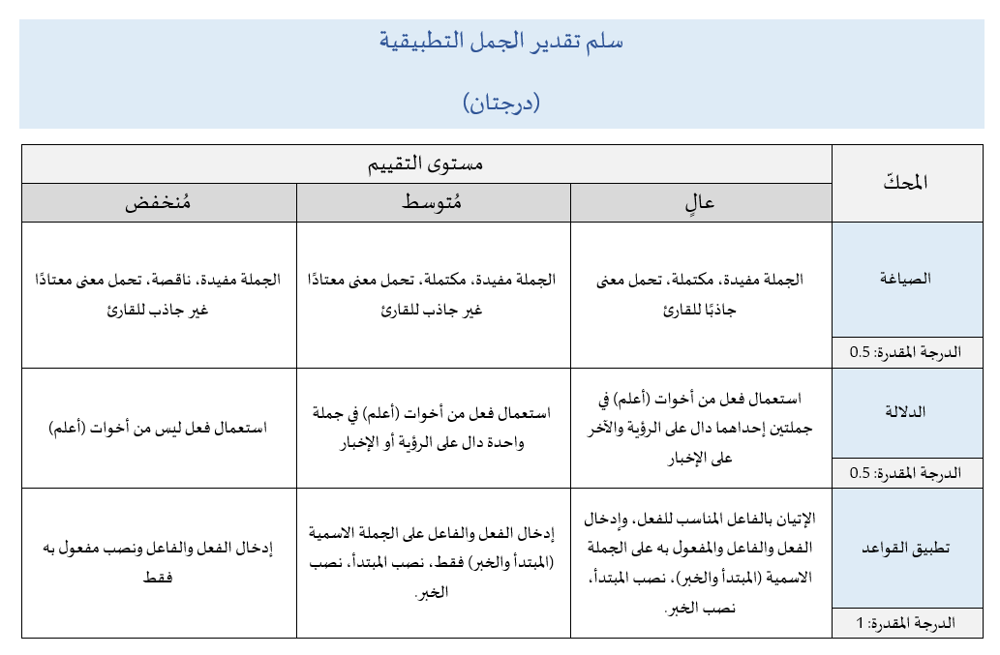 سلم تقدير الجمل التطبيقية
(درجتان)
المحكّ
مستوى التقييم
عالٍ
مُتوسط
مُنخفض
الصياغة
الدرجة المقدرة: 0.5
الجملة مفيدة، مكتملة، تحمل معنى
جاذبًا للقارئ
الجملة مفيدة، مكتملة، تحمل معنى معتادًا
غير جاذب للقارئ
الجملة مفيدة، ناقصة، تحمل معنى معتادًا
غير جاذب للقارئ
الدلالة
الدرجة المقدرة: 0.5
استعمال فعل من أخوات (أعلم) في
جملتين إحداهما دال على الرؤية والآخر
على الإخبار
استعمال فعل من أخوات (أعلم) في جملة
واحدة دال على الرؤية أو الإخبار
استعمال فعل ليس من أخوات (أعلم)
تطبيق القواعد
الدرجة المقدرة: 1
الإتيان بالفاعل المناسب للفعل، وإدخال
الفعل والفاعل والمفعول به على الجملة
الاسمية (المبتدأ والخبر)، نصب المبتدأ،
نصب الخبر.
إدخال الفعل والفاعل على الجملة الاسمية
(المبتدأ والخبر) فقط، نصب المبتدأ، نصب
الخبر.
إدخال الفعل والفاعل ونصب مفعول به
فقط